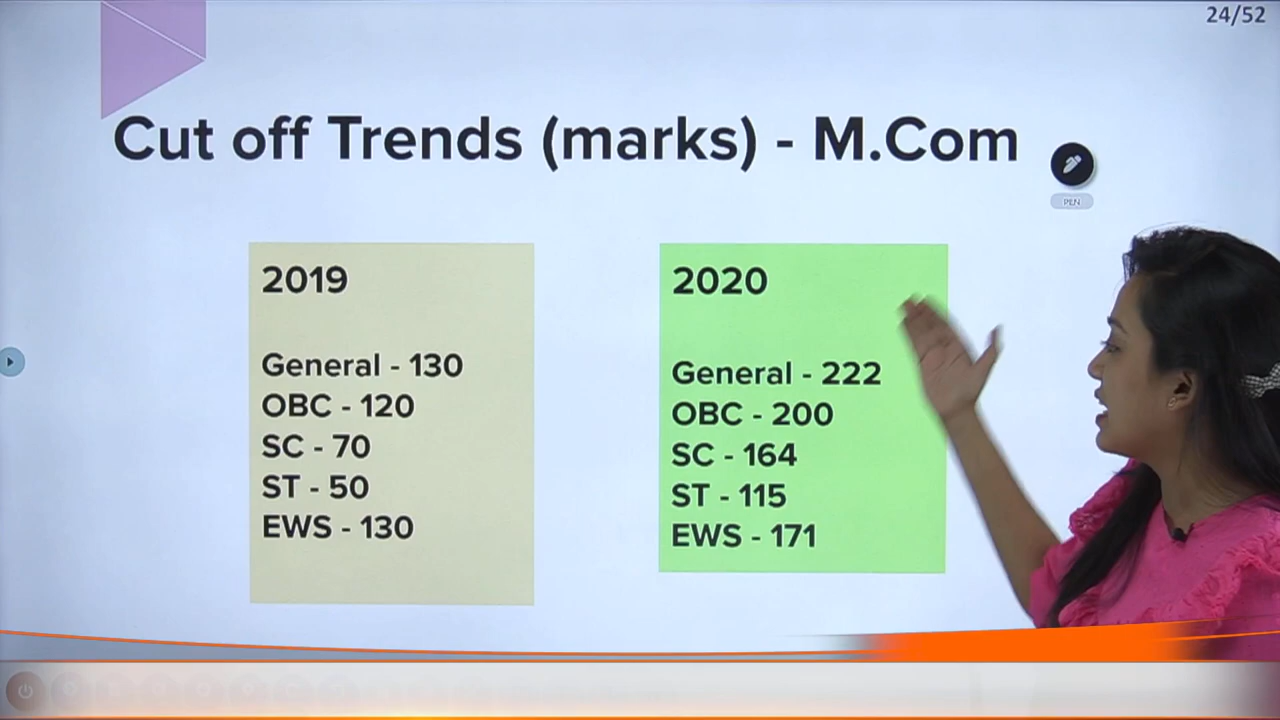 24/52
Cut off Trends (marks) - M.Com
PEN
2019
General - 130
OBC - 120
SC - 70
ST - 50
EWS - 130
2020
General - 222
OBC - 200
SC - 164
ST - 115
EWS - 171